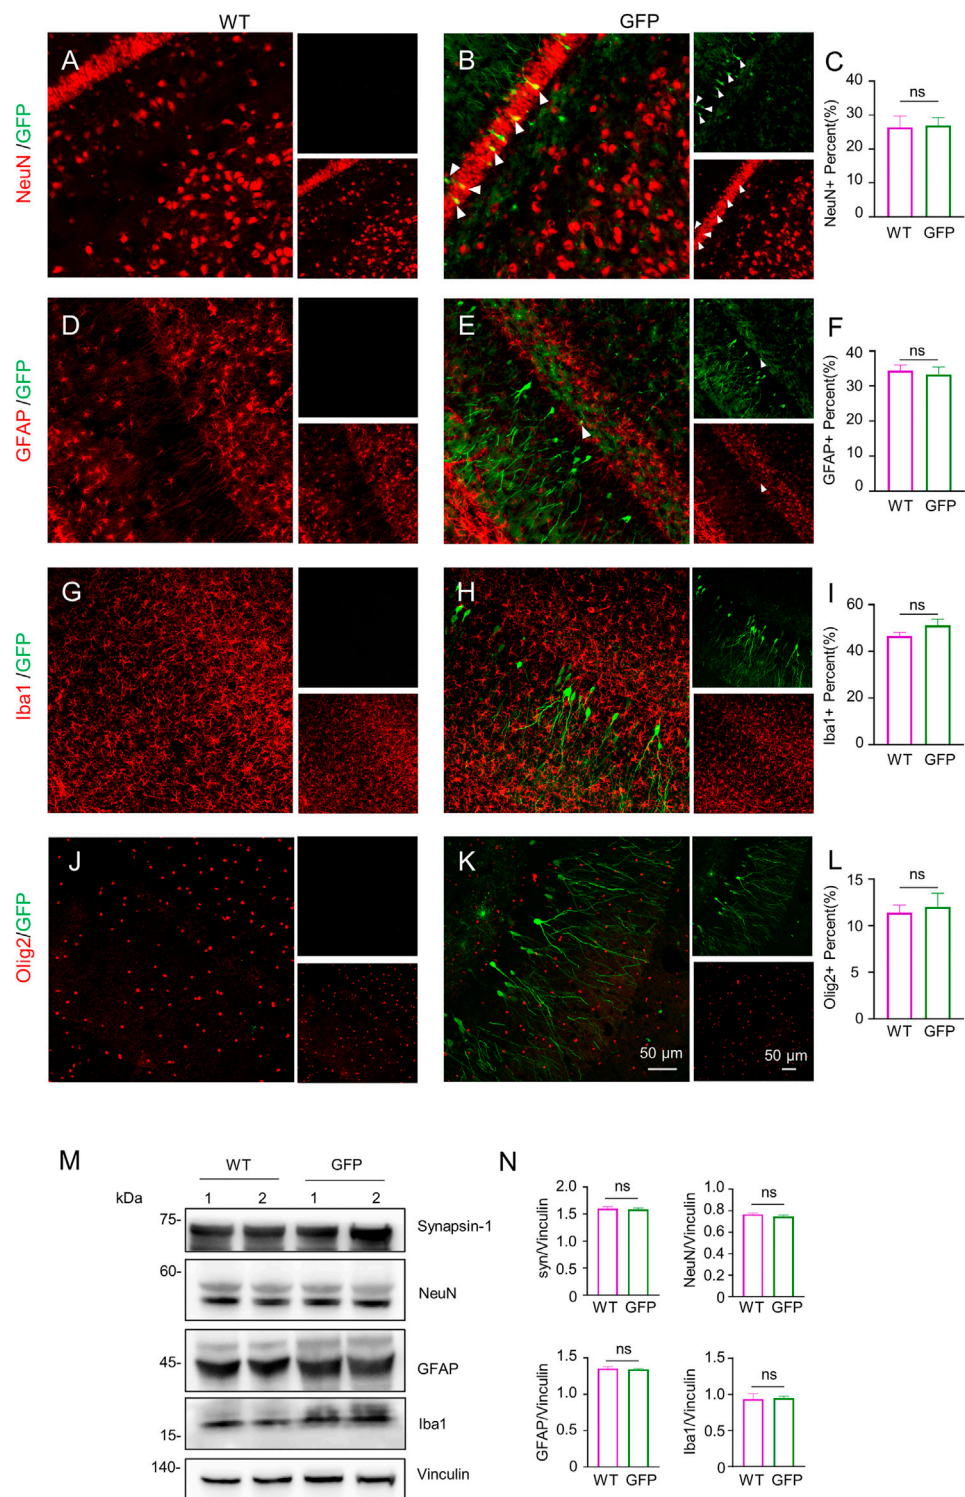 WT
GFP
NeuN /GFP
A
B
C
NeuN+ Percent(%)
40
30
20
10
0
ns
WT
GFP
GFAP /GFP
D
E
F
GFAP+ Percent(%)
40
30
20
10
0
ns
WT
GFP
Iba1/GFP
G
H
I
Iba1+ Percent(%)
60
40
20
0
ns
WT
GFP
Olig2/GFP
J
K
50 µm
50 µm
L
Olig2+ Percent(%)
15
10
5
0
ns
WT
GFP
M
WT
GFP
kDa
1
2
1
2
75-
Synapsin-1
60-
NeuN
45-
GFAP
15-
Iba1
140-
Vinculin
N
syn/Vinculin
2.0
1.5
1.0
0.5
0
ns
WT GFP
NeuN/Vinculin
1.0
0.8
0.6
0.4
0.2
0
ns
WT GFP
GFAP/Vinculin
1.5
1.0
0.5
0
ns
WT GFP
Iba1/Vinculin
1.5
1.0
0.5
0
ns
WT GFP